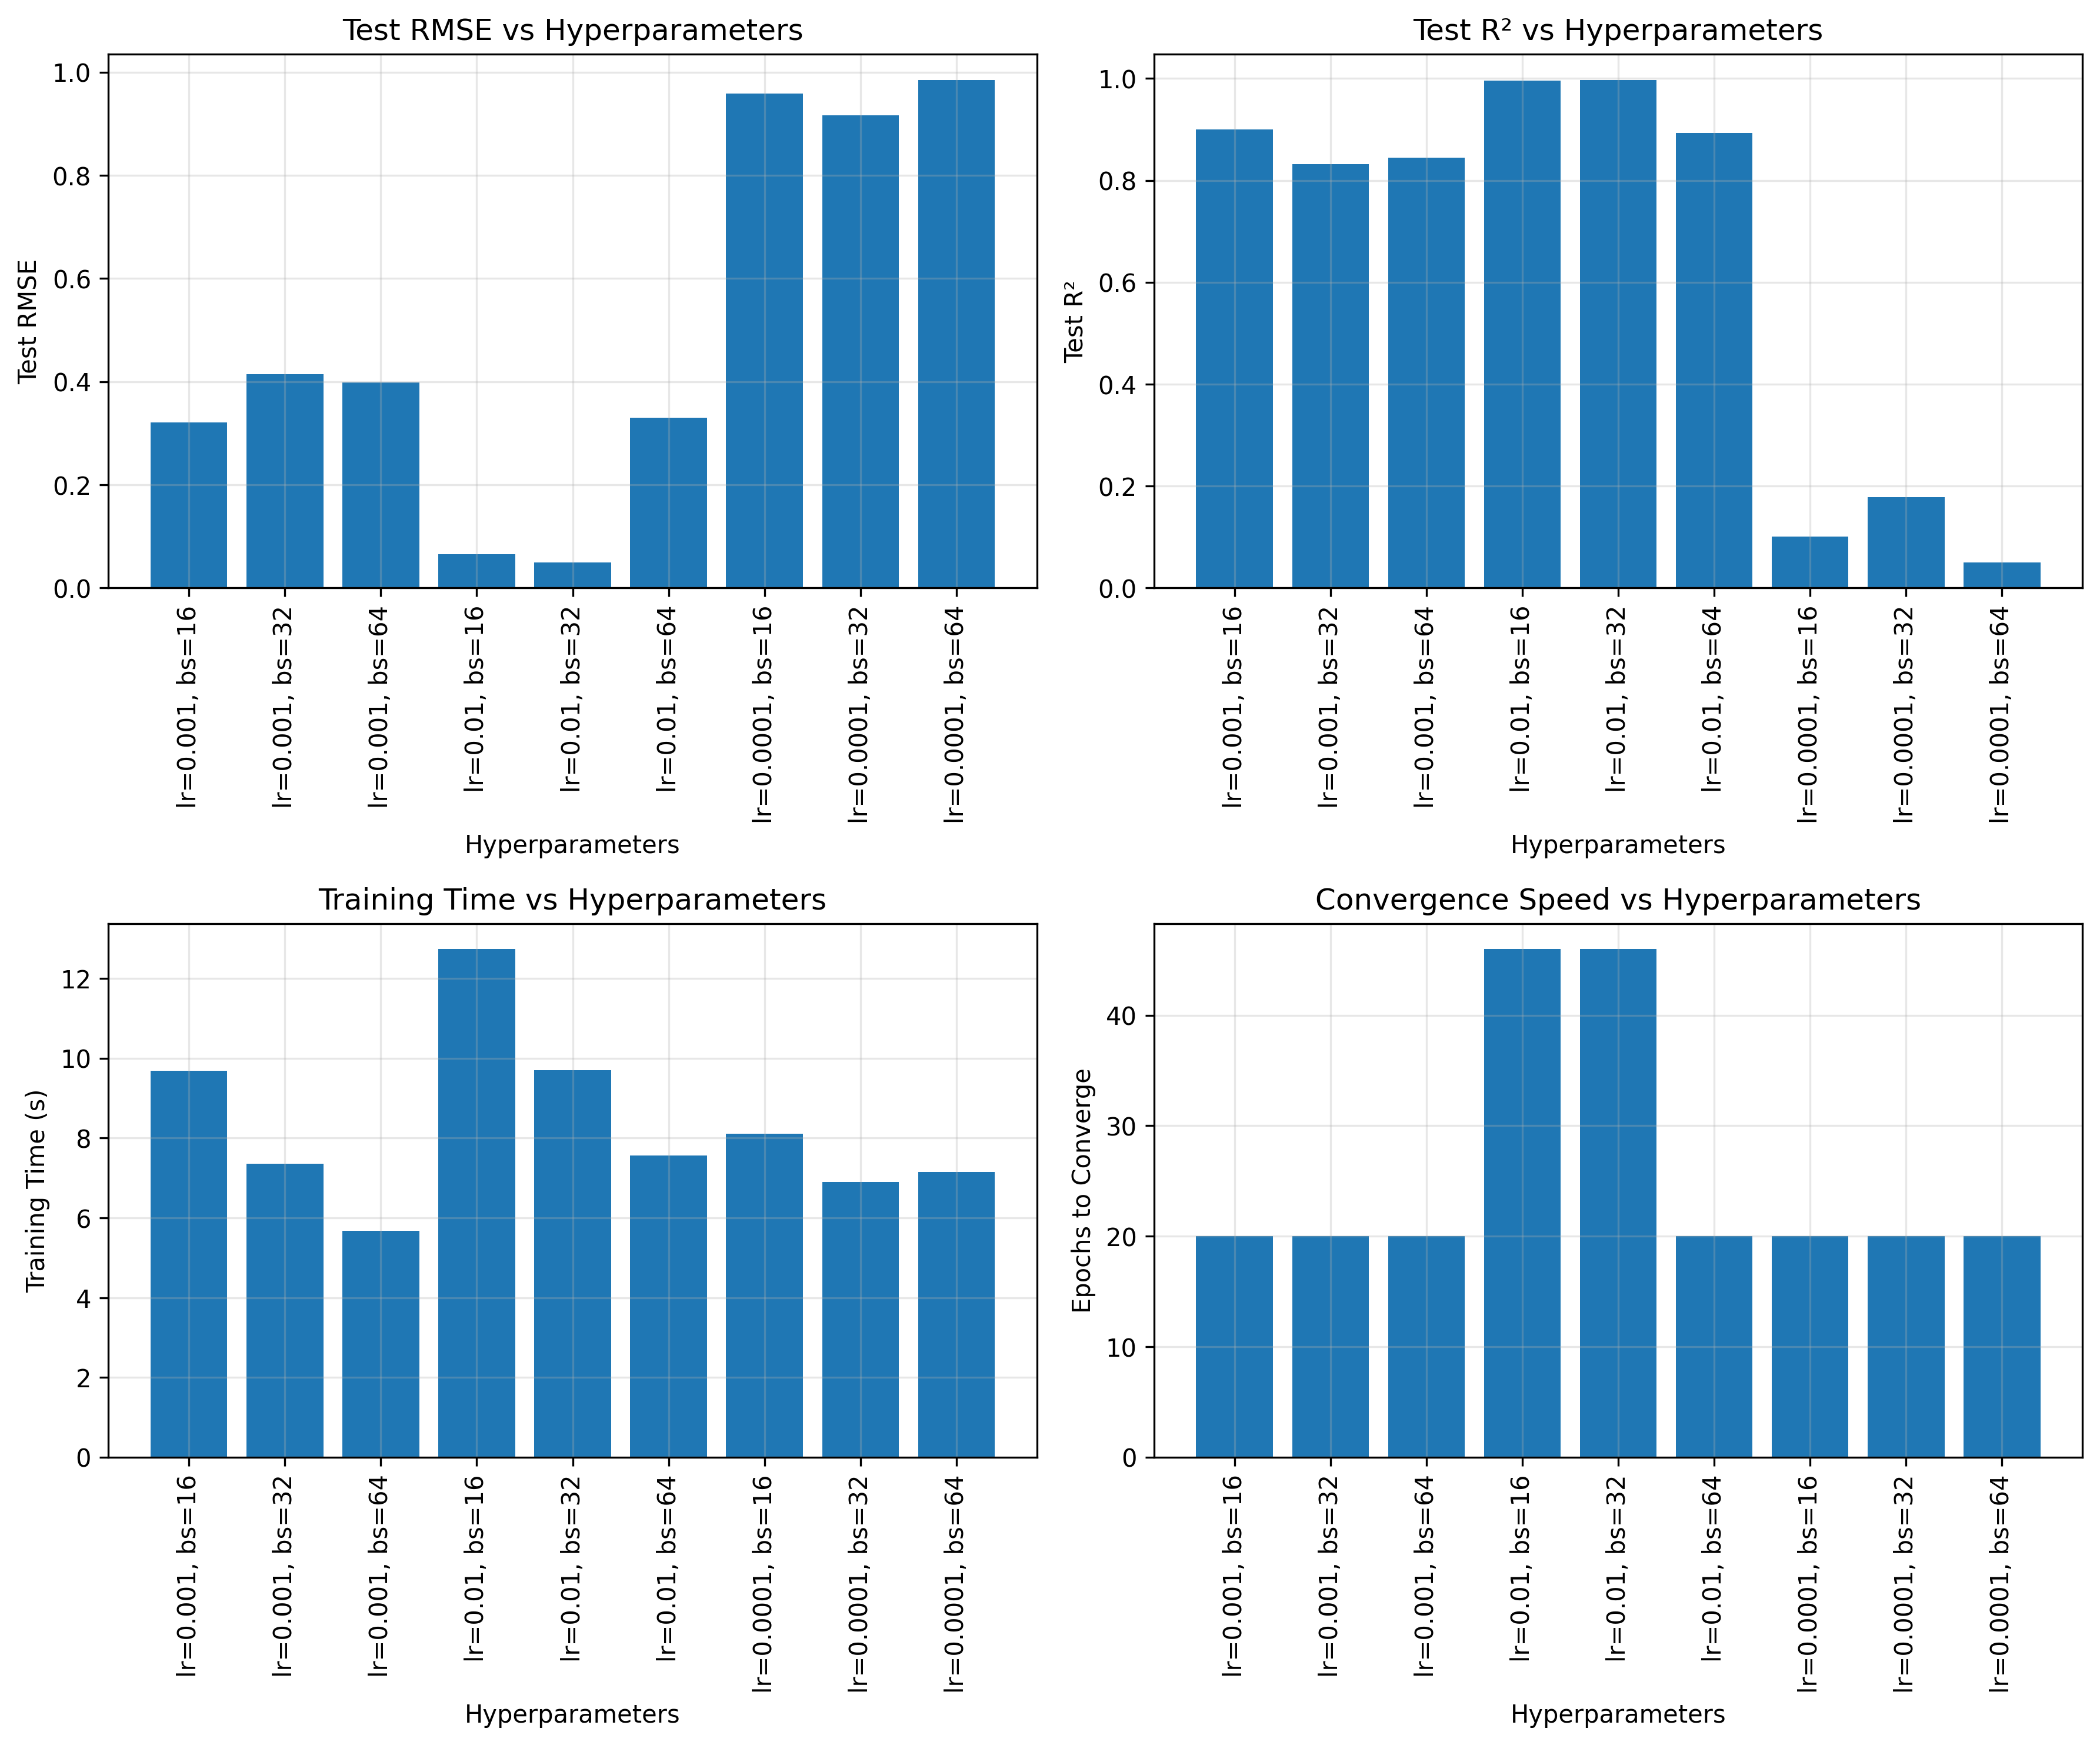 Test RMSE vs Hyperparameters
Test RMSE
1.0
0.8
0.6
0.4
0.2
0.0
lr=0.001, bs=16
lr=0.001, bs=32
lr=0.001, bs=64
lr=0.01, bs=16
lr=0.01, bs=32
lr=0.01, bs=64
lr=0.0001, bs=16
lr=0.0001, bs=32
lr=0.0001, bs=64
Hyperparameters
Test R² vs Hyperparameters
Test R²
1.0
0.8
0.6
0.4
0.2
0.0
lr=0.001, bs=16
lr=0.001, bs=32
lr=0.001, bs=64
lr=0.01, bs=16
lr=0.01, bs=32
lr=0.01, bs=64
lr=0.0001, bs=16
lr=0.0001, bs=32
lr=0.0001, bs=64
Hyperparameters
Training Time vs Hyperparameters
Training Time (s)
12
10
8
6
4
2
0
lr=0.001, bs=16
lr=0.001, bs=32
lr=0.001, bs=64
lr=0.01, bs=16
lr=0.01, bs=32
lr=0.01, bs=64
lr=0.0001, bs=16
lr=0.0001, bs=32
lr=0.0001, bs=64
Hyperparameters
Convergence Speed vs Hyperparameters
Epochs to Converge
40
30
20
10
0
lr=0.001, bs=16
lr=0.001, bs=32
lr=0.001, bs=64
lr=0.01, bs=16
lr=0.01, bs=32
lr=0.01, bs=64
lr=0.0001, bs=16
lr=0.0001, bs=32
lr=0.0001, bs=64
Hyperparameters